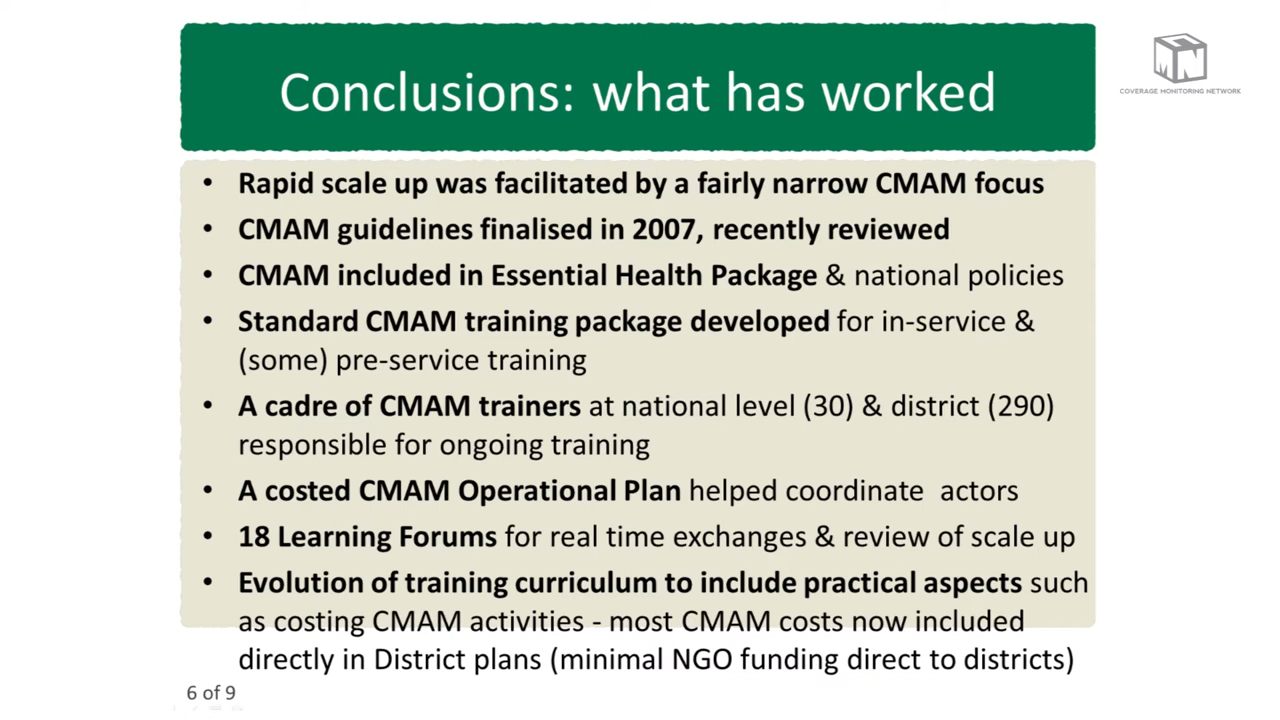 Conclusions: what has worked
COVERAGE MONITORING NETWORK
• Rapid scale up was facilitated by a fairly narrow CMAM focus
• CMAM guidelines finalised in 2007, recently reviewed
• CMAM included in Essential Health Package & national policies
• Standard CMAM training package developed for in-service &
(some) pre-service training
• A cadre of CMAM trainers at national level (30) & district (290)
responsible for ongoing training
• A costed CMAM Operational Plan helped coordinate actors
• 18 Learning Forums for real time exchanges & review of scale up
• Evolution of training curriculum to include practical aspects such
as costing CMAM activities - most CMAM costs now included
directly in District plans (minimal NGO funding direct to districts)
6 of 9